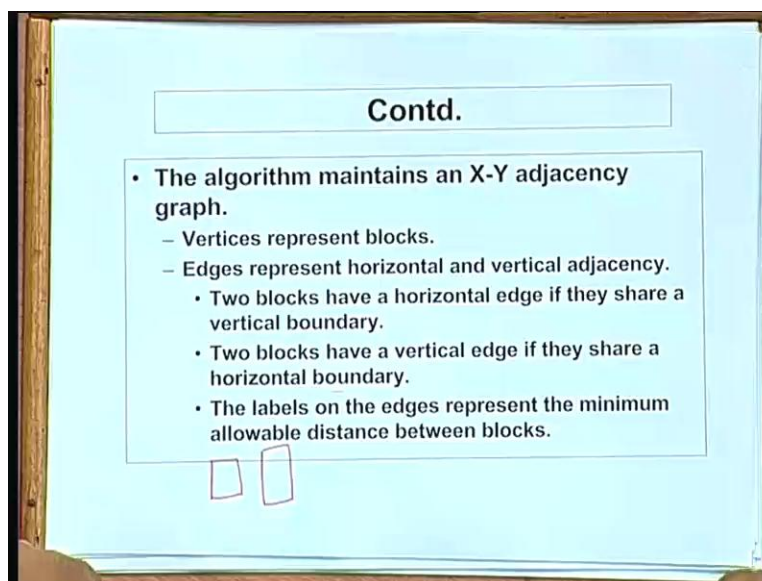 Contd.
• The algorithm maintains an X-Y adjacency
graph.
– Vertices represent blocks.
– Edges represent horizontal and vertical adjacency.
• Two blocks have a horizontal edge if they share a
vertical boundary.
• Two blocks have a vertical edge if they share a
horizontal boundary.
• The labels on the edges represent the minimum
allowable distance between blocks.